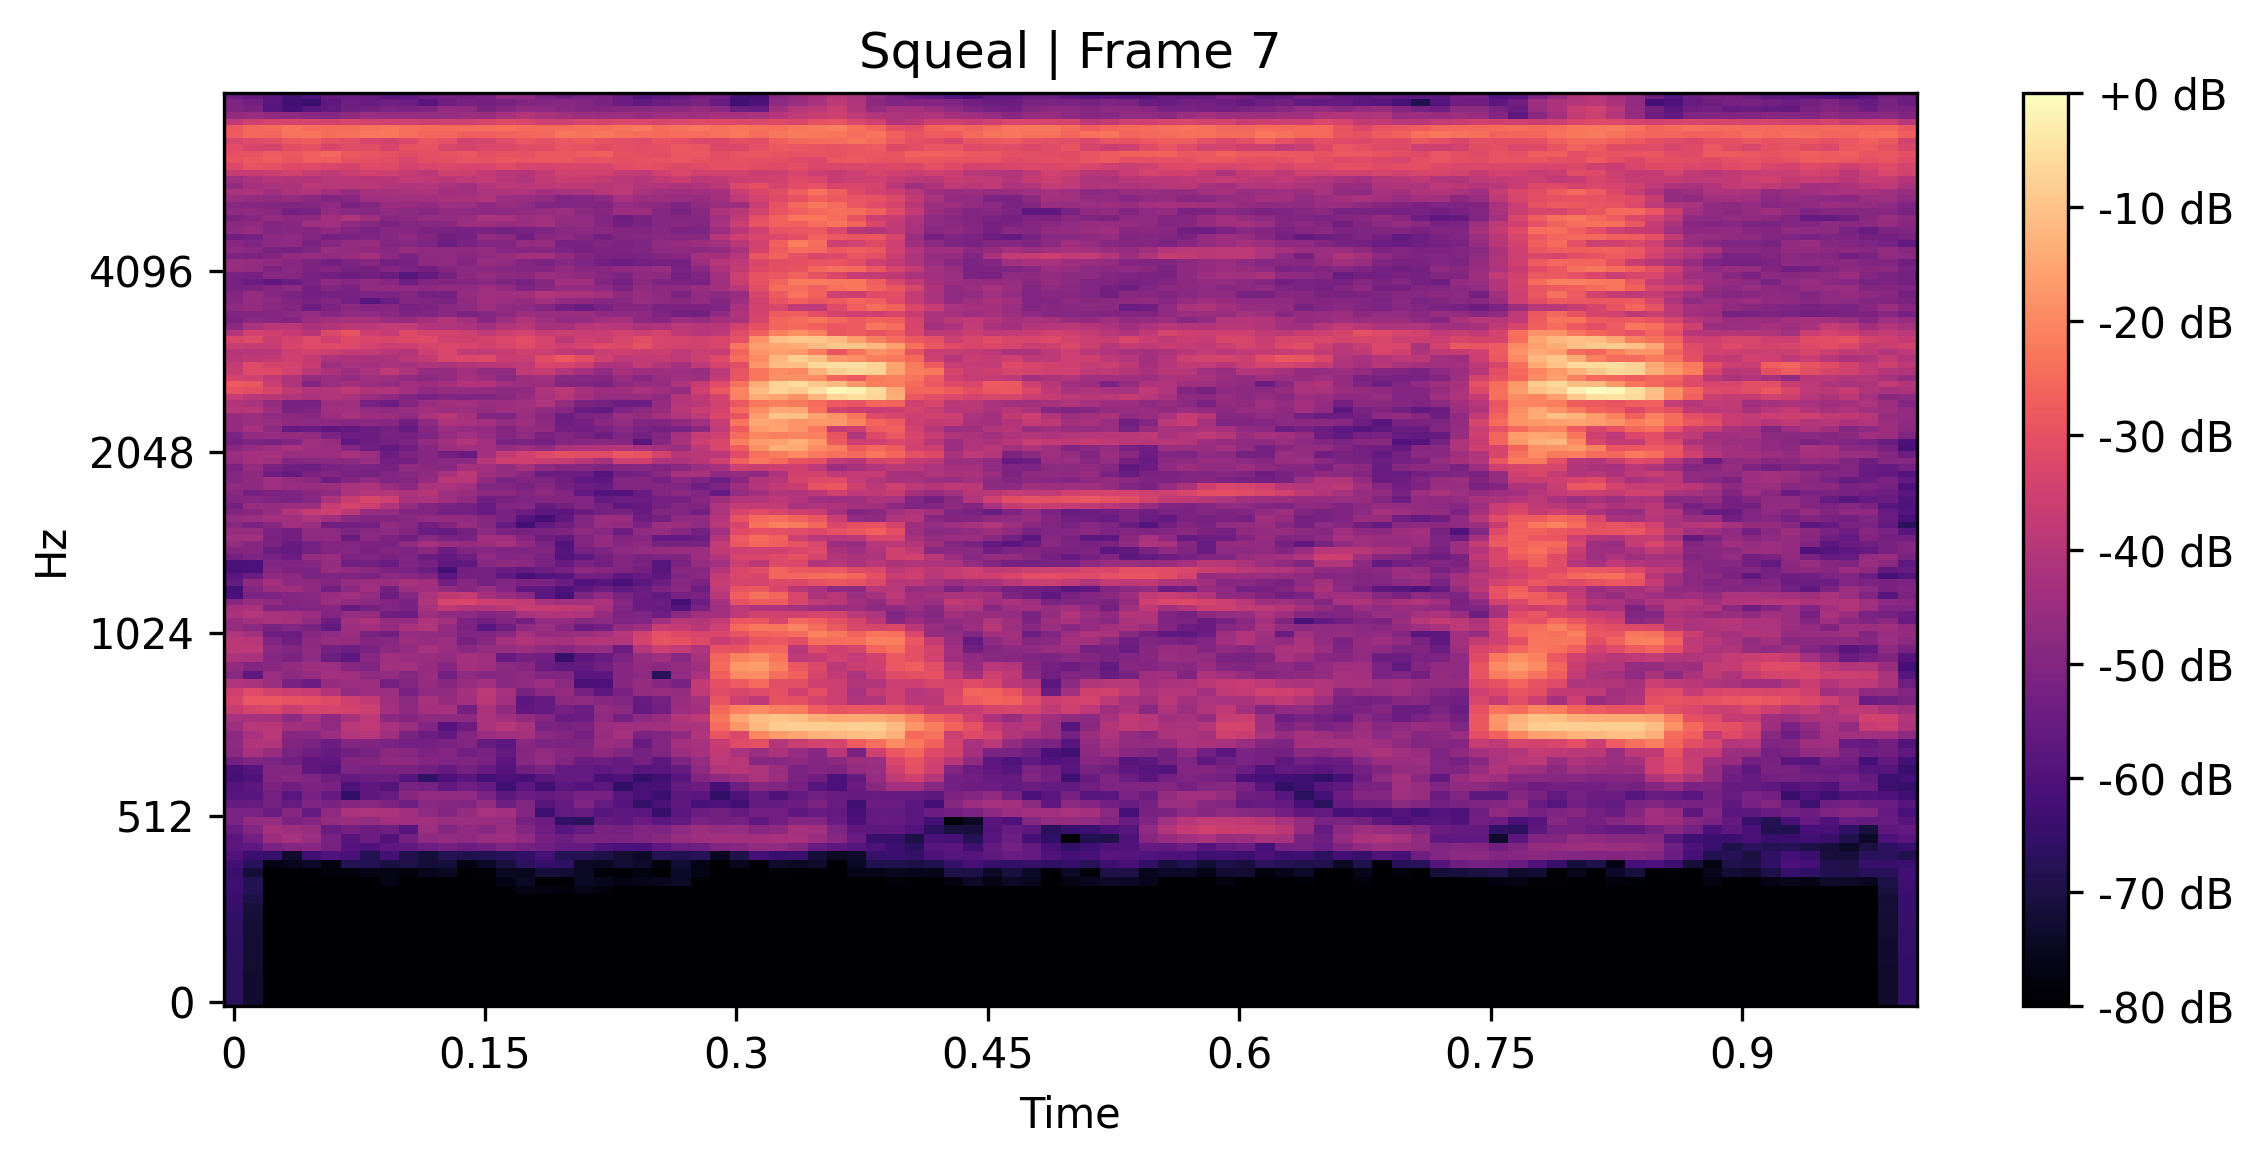 Squeal | Frame 7
Hz
4096
2048
1024
512
0
0 0.15 0.3 0.45 0.6 0.75 0.9
Time
+0 dB
-10 dB
-20 dB
-30 dB
-40 dB
-50 dB
-60 dB
-70 dB
-80 dB